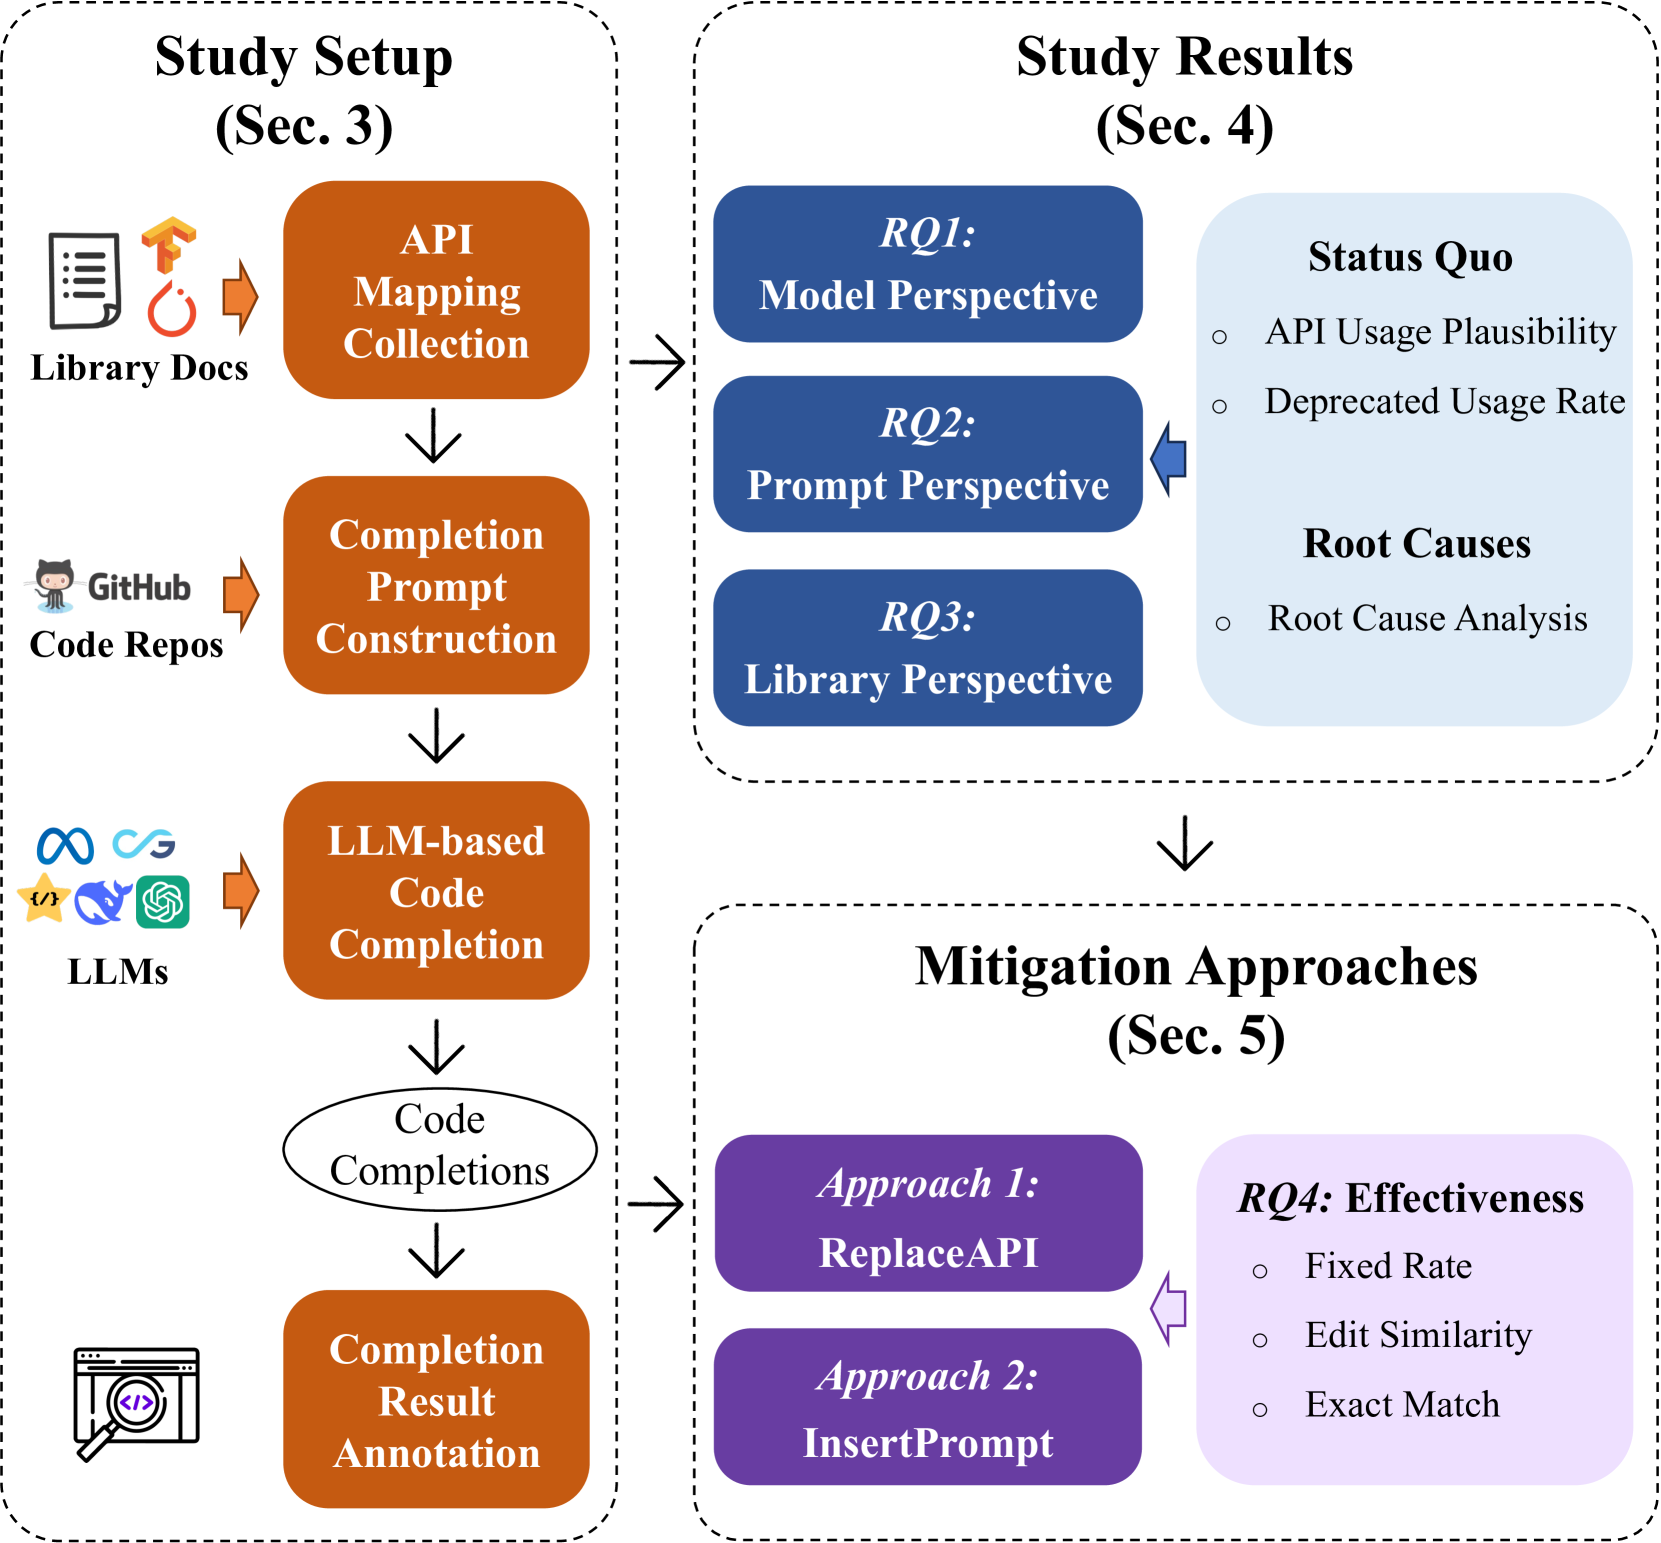 Study Setup
(Sec. 3)
Library Docs
API
Mapping
Collection
GitHub
Code Repos
Completion
Prompt
Construction
{/}
LLMs
LLM-based
Code
Completion
Code
Completions
</>
Completion
Result
Annotation
Study Results
(Sec. 4)
RQ1:
Model Perspective
RQ2:
Prompt Perspective
RQ3:
Library Perspective
Status Quo
○ API Usage Plausibility
○ Deprecated Usage Rate
Root Causes
○ Root Cause Analysis
Mitigation Approaches
(Sec. 5)
Approach 1:
ReplaceAPI
Approach 2:
InsertPrompt
RQ4: Effectiveness
○ Fixed Rate
○ Edit Similarity
○ Exact Match